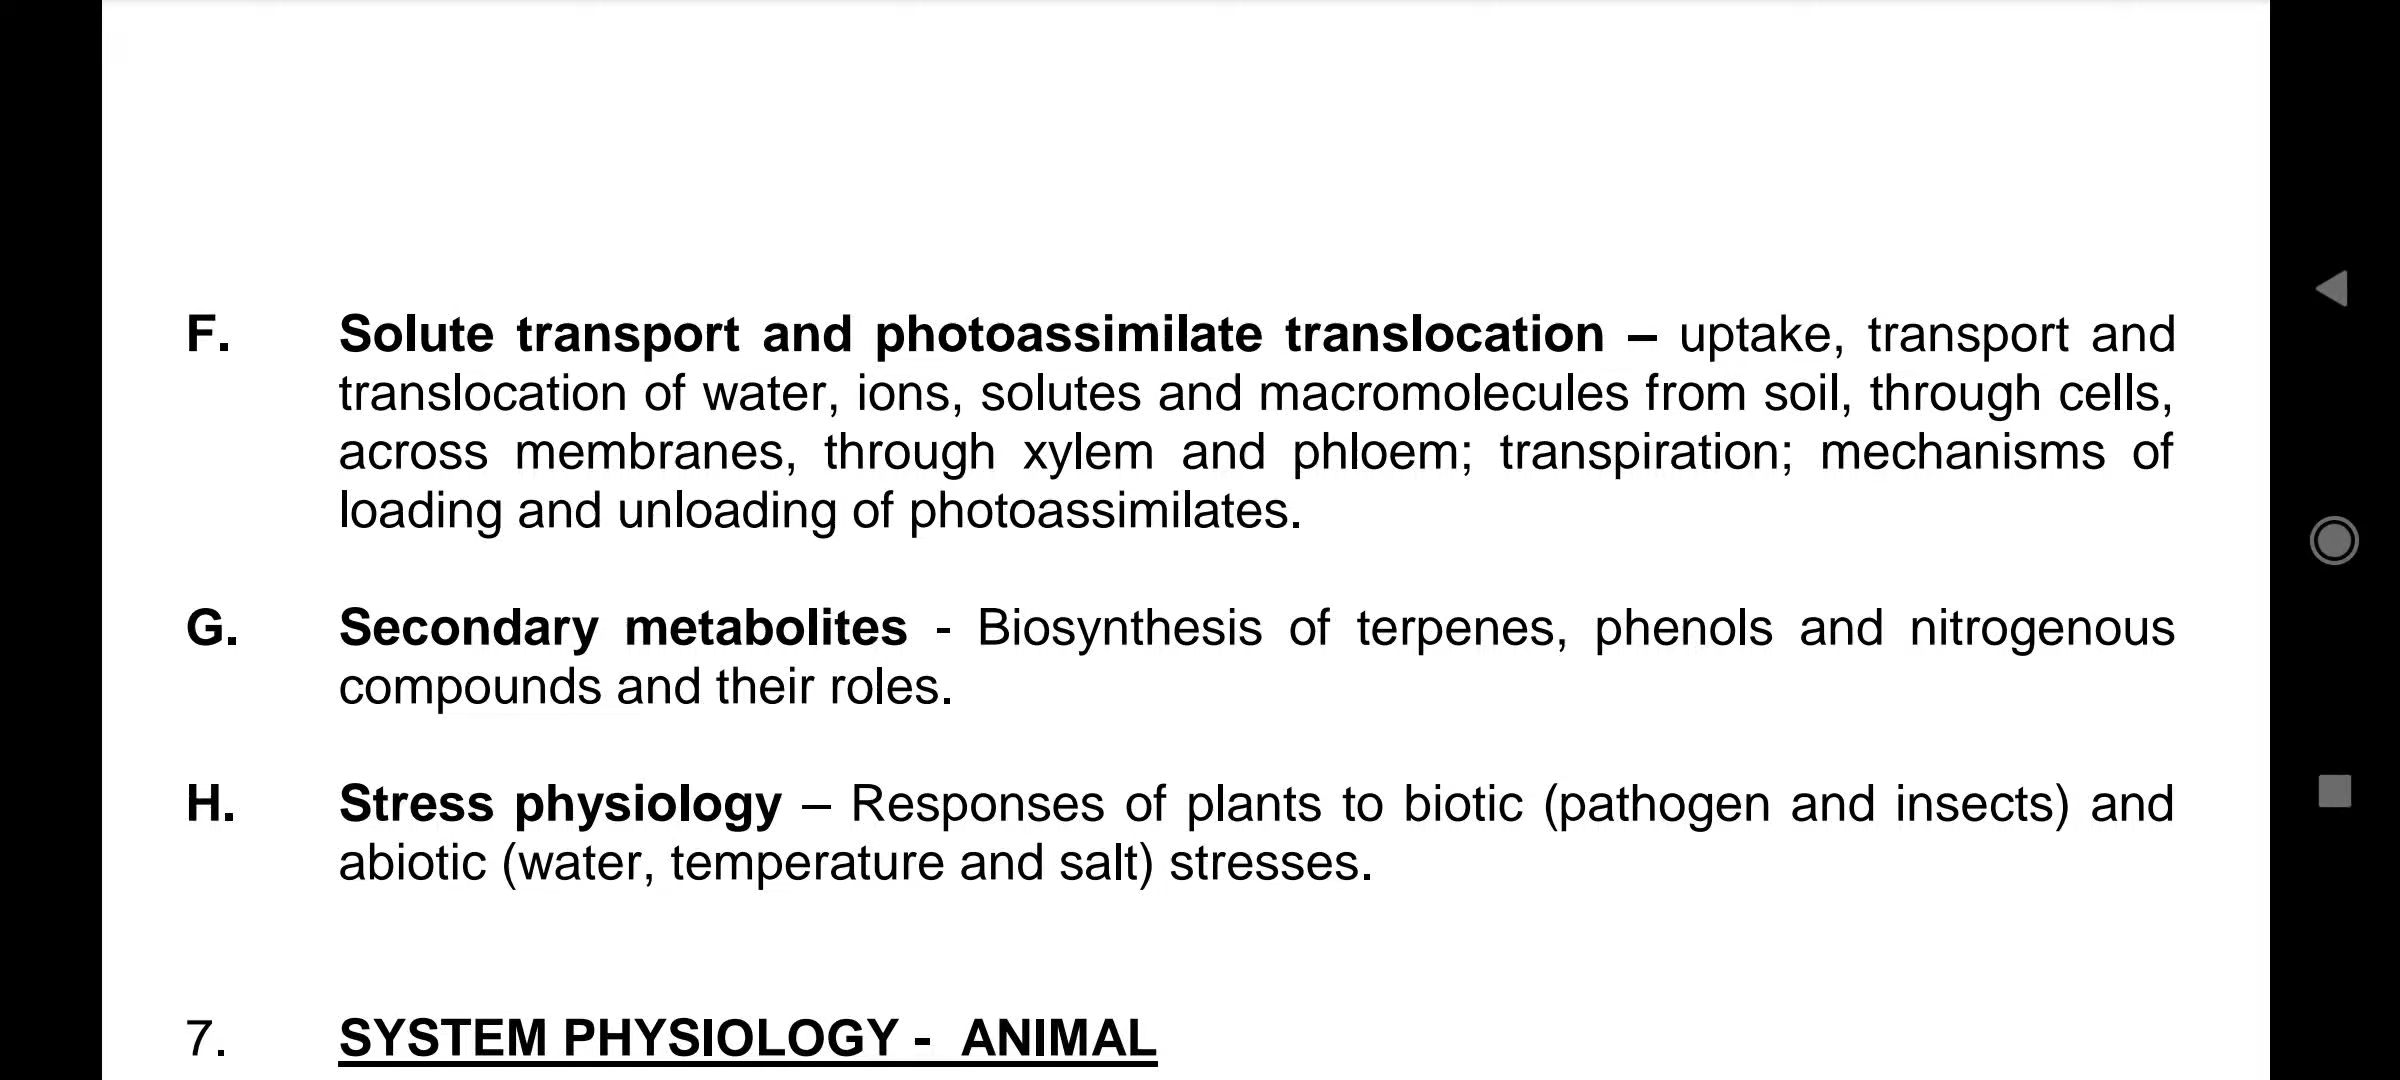 F. Solute transport and photoassimilate translocation – uptake, transport and
translocation of water, ions, solutes and macromolecules from soil, through cells,
across membranes, through xylem and phloem; transpiration; mechanisms of
loading and unloading of photoassimilates.
G. Secondary metabolites - Biosynthesis of terpenes, phenols and nitrogenous
compounds and their roles.
H. Stress physiology – Responses of plants to biotic (pathogen and insects) and
abiotic (water, temperature and salt) stresses.
7. SYSTEM PHYSIOLOGY - ANIMAL